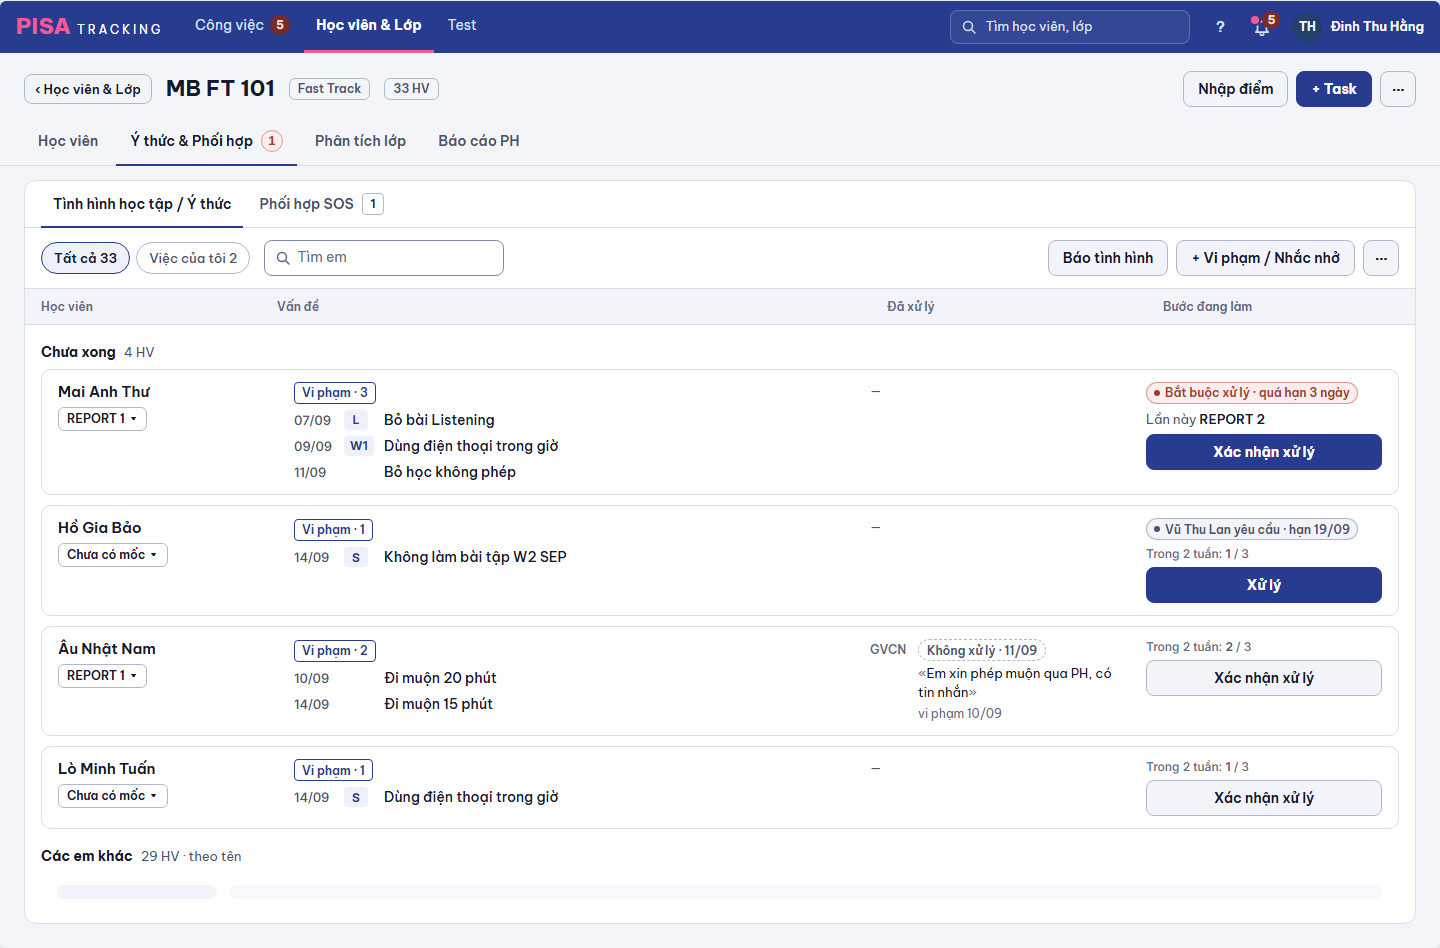 PISA TRACKING Công việc 5 Học viên & Lớp Test Tìm học viên, lớp ? 5 TH Đinh Thu Hằng
‹ Học viên & Lớp MB FT 101 Fast Track 33 HV Nhập điểm + Task ...
Học viên Ý thức & Phối hợp 1 Phân tích lớp Báo cáo PH
Tình hình học tập / Ý thức Phối hợp SOS 1
Tất cả 33 Việc của tôi 2 Tìm em Báo tình hình + Vi phạm / Nhắc nhở ...
Học viên Vấn đề Đã xử lý Bước đang làm
Chưa xong 4 HV
Mai Anh Thư Vi phạm · 3 – Bắt buộc xử lý · quá hạn 3 ngày
REPORT 1 07/09 L Bỏ bài Listening Lần này REPORT 2
09/09 W1 Dùng điện thoại trong giờ Xác nhận xử lý
11/09 Bỏ học không phép
Hồ Gia Bảo Vi phạm · 1 – Vũ Thu Lan yêu cầu · hạn 19/09
Chưa có mốc 14/09 S Không làm bài tập W2 SEP Trong 2 tuần: 1 / 3
Xử lý
Âu Nhật Nam Vi phạm · 2 GVCN Không xử lý · 11/09 Trong 2 tuần: 2 / 3
REPORT 1 10/09 Đi muộn 20 phút «Em xin phép muộn qua PH, có Xác nhận xử lý
tin nhắn»
14/09 Đi muộn 15 phút vi phạm 10/09
Lò Minh Tuấn Vi phạm · 1 – Trong 2 tuần: 1 / 3
Chưa có mốc 14/09 S Dùng điện thoại trong giờ Xác nhận xử lý
Các em khác 29 HV · theo tên